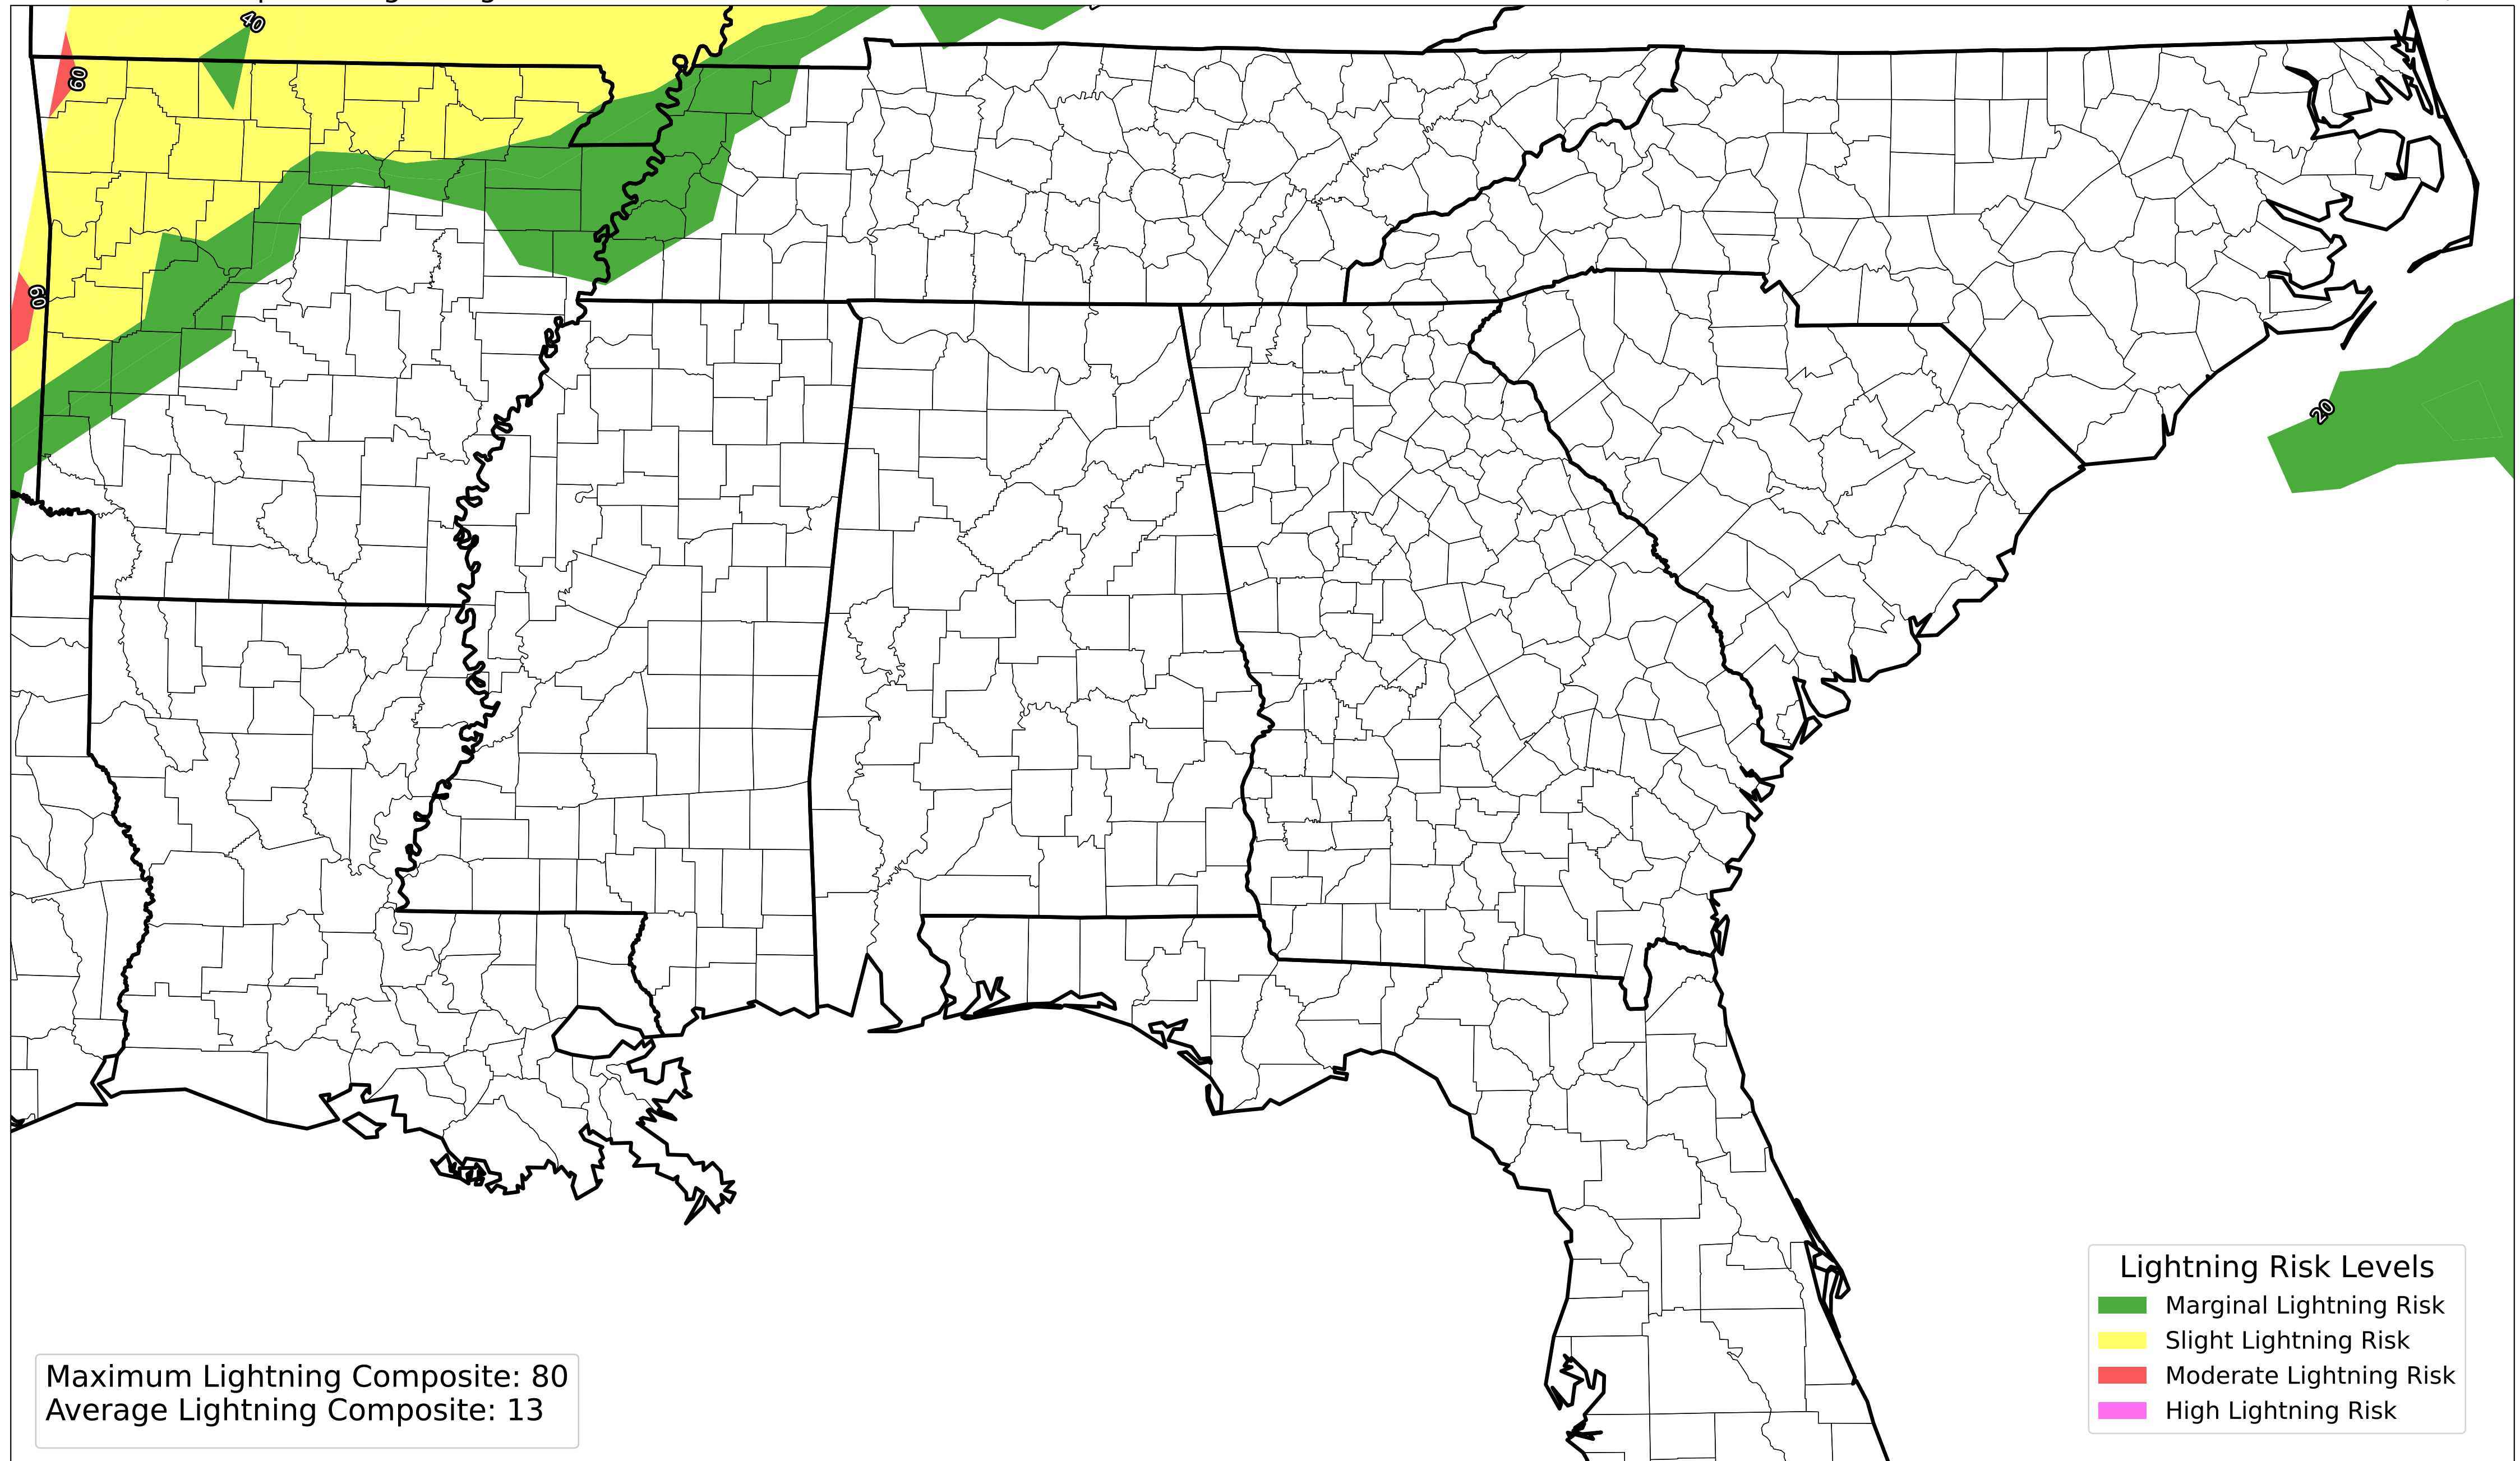 40
60
60
20
Lightning Risk Levels
Marginal Lightning Risk
Slight Lightning Risk
Moderate Lightning Risk
High Lightning Risk
Maximum Lightning Composite: 80
Average Lightning Composite: 13